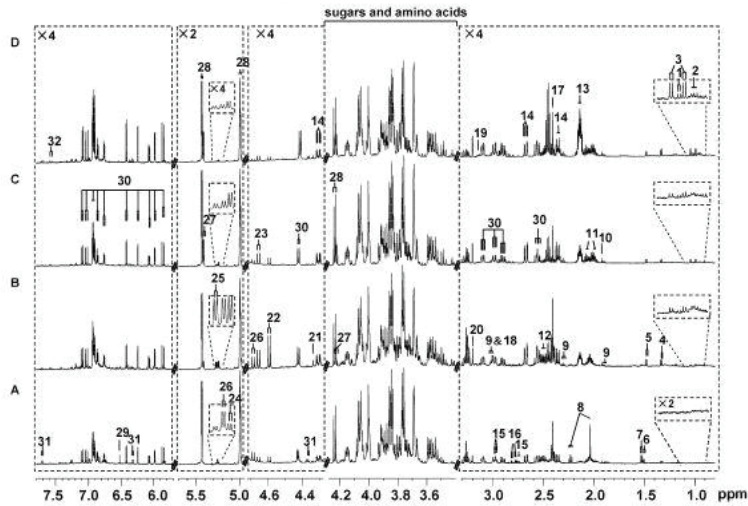 sugars and amino acids
D ×4 ×2 ×4 ×4
28 28 3 1 2
×4 17 13
14 14 14
32 19
C 28
30 27 23 30 30 11 10
B
25
26 22 21 27 20 9 & 18 12 9 9 5 4
A 26 24 ×2
8
31 29 31 31 15 16 15 7 6
7.5 7.0 6.5 6.0 5.5 5.0 4.6 4.4 4.2 4.0 3.8 3.6 3.0 2.5 2.0 1.5 1.0 ppm